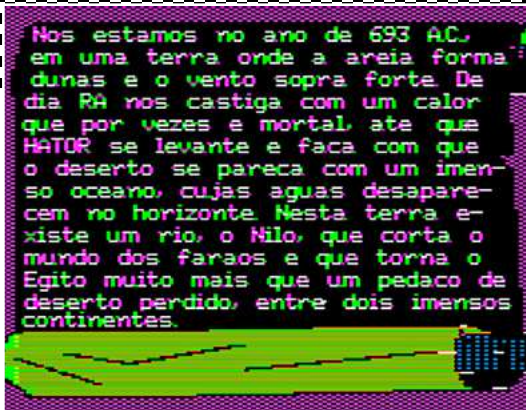 Nos estamos no ano de 693 A.C.,
em uma terra onde a areia forma
dunas e o vento sopra forte. De
dia RA nos castiga com um calor
que por vezes e mortal, ate que
HATOR se levante e faca com que
o deserto se pareca com um imen-
so oceano, cujas aguas desapare-
cem no horizonte. Nesta terra e-
xiste um rio, o Nilo, que corta o
mundo dos faraos e que torna o
Egito muito mais que um pedaco de
deserto perdido, entre dois imensos
continentes.